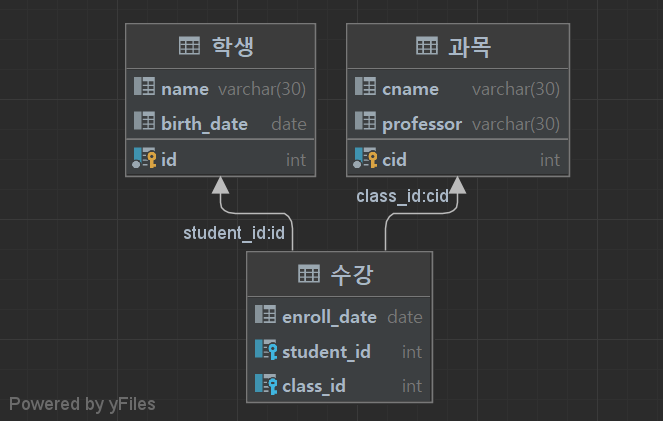 학생
name varchar(30)
birth_date date
id int
과목
cname varchar(30)
professor varchar(30)
cid int
class_id:cid
student_id:id
수강
enroll_date date
student_id int
class_id int
Powered by yFiles